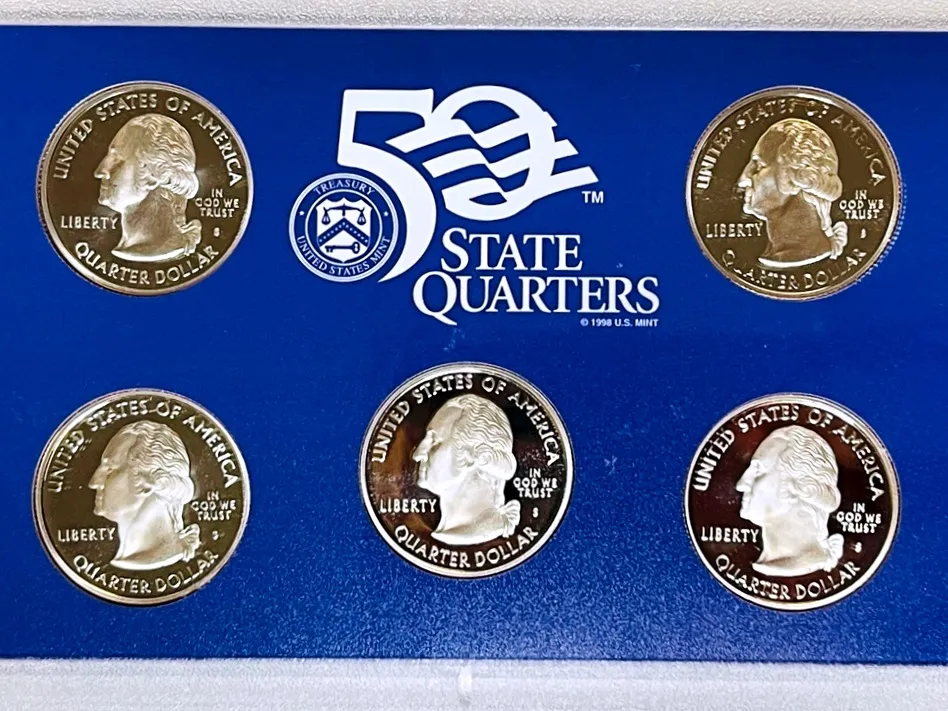 UNITED STATES OF AMERICA
LIBERTY
IN
GOD WE
TRUST
S
QUARTER DOLLAR
50
TM
TREASURY
UNITED STATES MINT
STATE
QUARTERS
© 1998 U.S. MINT
UNITED STATES OF AMERICA
LIBERTY
IN
GOD WE
TRUST
S
QUARTER DOLLAR
UNITED STATES OF AMERICA
LIBERTY
IN
GOD WE
TRUST
S
QUARTER DOLLAR
UNITED STATES OF AMERICA
LIBERTY
IN
GOD WE
TRUST
S
QUARTER DOLLAR
UNITED STATES OF AMERICA
LIBERTY
IN
GOD WE
TRUST
S
QUARTER DOLLAR